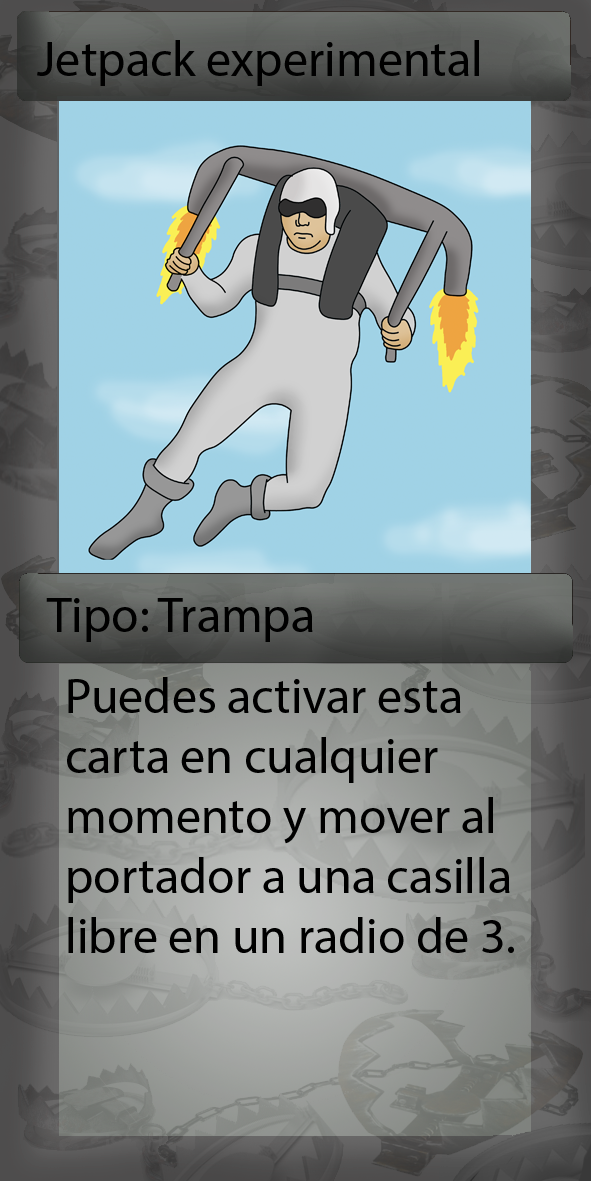 Jetpack experimental
Tipo: Trampa
Puedes activar esta
carta en cualquier
momento y mover al
portador a una casilla
libre en un radio de 3.